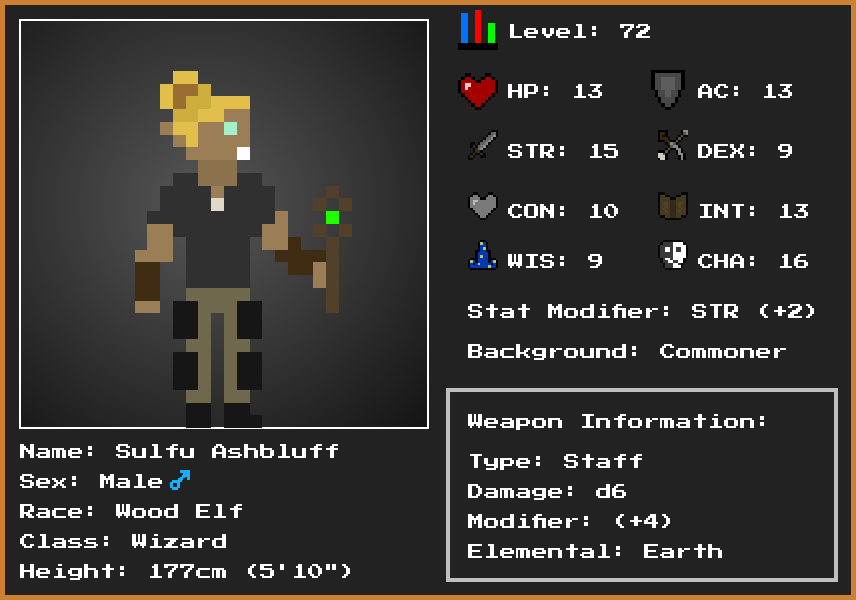 Level: 72
HP: 13
AC: 13
STR: 15
DEX: 9
CON: 10
INT: 13
WIS: 9
CHA: 16
Stat Modifier: STR (+2)
Background: Commoner
Weapon Information:
Type: Staff
Damage: d6
Modifier: (+4)
Elemental: Earth
Name: Sulfu Ashbluff
Sex: Male♂
Race: Wood Elf
Class: Wizard
Height: 177cm (5'10")